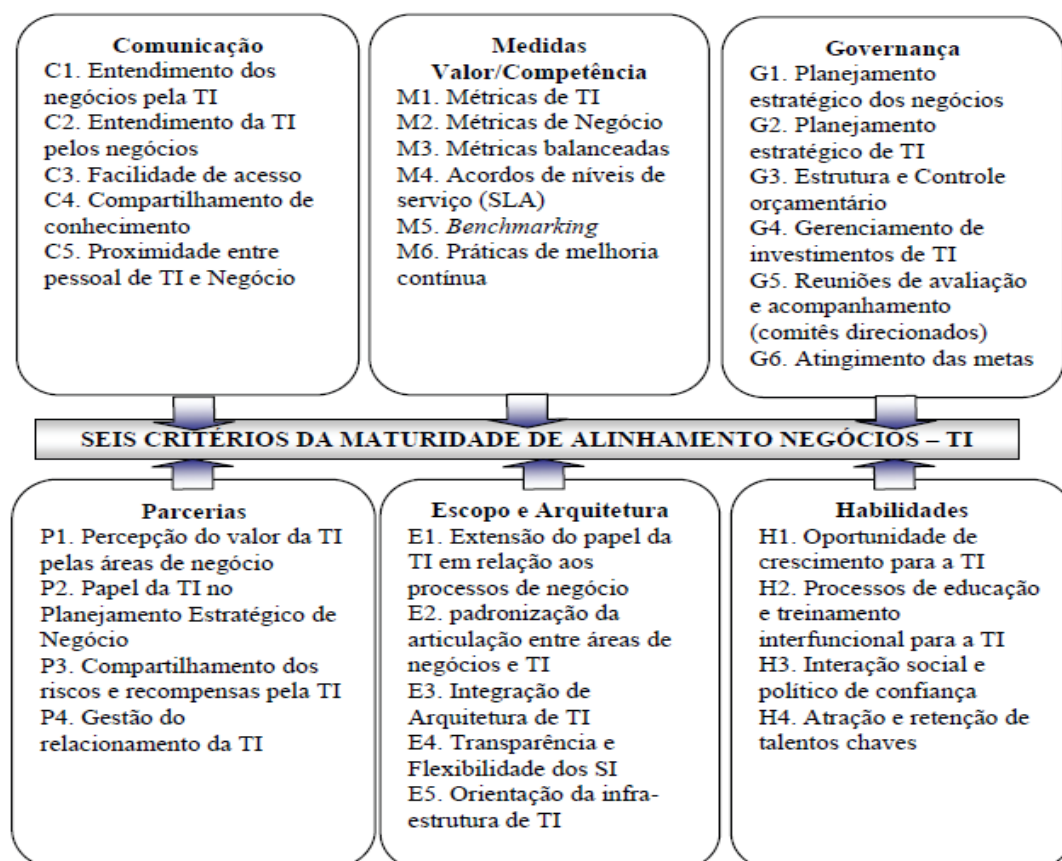 Comunicação
C1. Entendimento dos
negócios pela TI
C2. Entendimento da TI
pelos negócios
C3. Facilidade de acesso
C4. Compartilhamento de
conhecimento
C5. Proximidade entre
pessoal de TI e Negócio
Medidas
Valor/Competência
M1. Métricas de TI
M2. Métricas de Negócio
M3. Métricas balanceadas
M4. Acordos de níveis de
serviço (SLA)
M5. Benchmarking
M6. Práticas de melhoria
contínua
Governança
G1. Planejamento
estratégico dos negócios
G2. Planejamento
estratégico de TI
G3. Estrutura e Controle
orçamentário
G4. Gerenciamento de
investimentos de TI
G5. Reuniões de avaliação
e acompanhamento
(comitês direcionados)
G6. Atingimento das metas
SEIS CRITÉRIOS DA MATURIDADE DE ALINHAMENTO NEGÓCIOS – TI
Parcerias
P1. Percepção do valor da TI
pelas áreas de negócio
P2. Papel da TI no
Planejamento Estratégico de
Negócio
P3. Compartilhamento dos
riscos e recompensas pela TI
P4. Gestão do
relacionamento da TI
Escopo e Arquitetura
E1. Extensão do papel da
TI em relação aos
processos de negócio
E2. padronização da
articulação entre áreas de
negócios e TI
E3. Integração de
Arquitetura de TI
E4. Transparência e
Flexibilidade dos SI
E5. Orientação da infra-
estrutura de TI
Habilidades
H1. Oportunidade de
crescimento para a TI
H2. Processos de educação
e treinamento
interfuncional para a TI
H3. Interação social e
político de confiança
H4. Atração e retenção de
talentos chaves